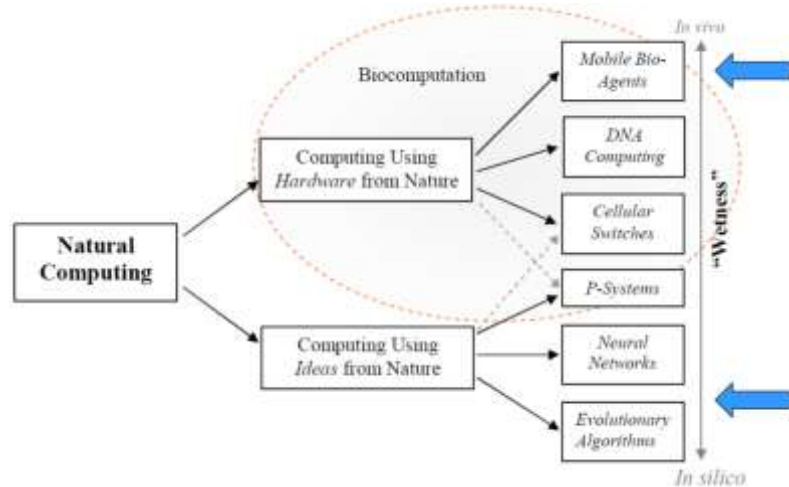 In vivo
Mobile Bio-
Agents
Biocomputation
DNA
Computing
Computing Using
Hardware from Nature
Cellular
Switches
"Wetness"
Natural
Computing
P-Systems
Computing Using
Ideas from Nature
Neural
Networks
Evolutionary
Algorithms
In silico